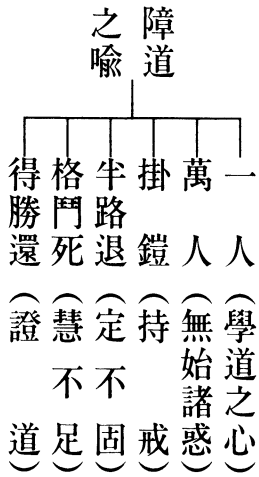 障道
之喩
一人（學道之心）
萬人（無始諸惑）
掛鎧（持戒）
半路退（定不固）
格鬥死（慧不足）
得勝還（證道）